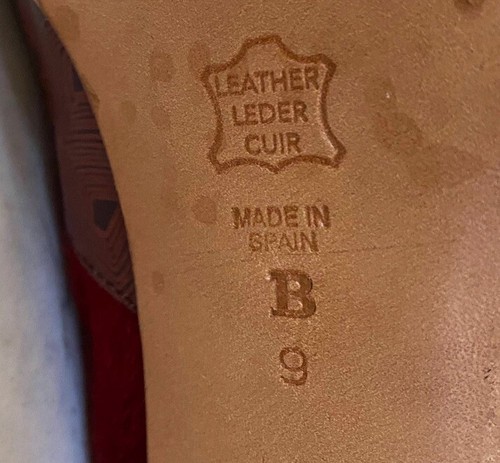 LEATHER
LEDER
CUIR
MADE IN
SPAIN
B
9